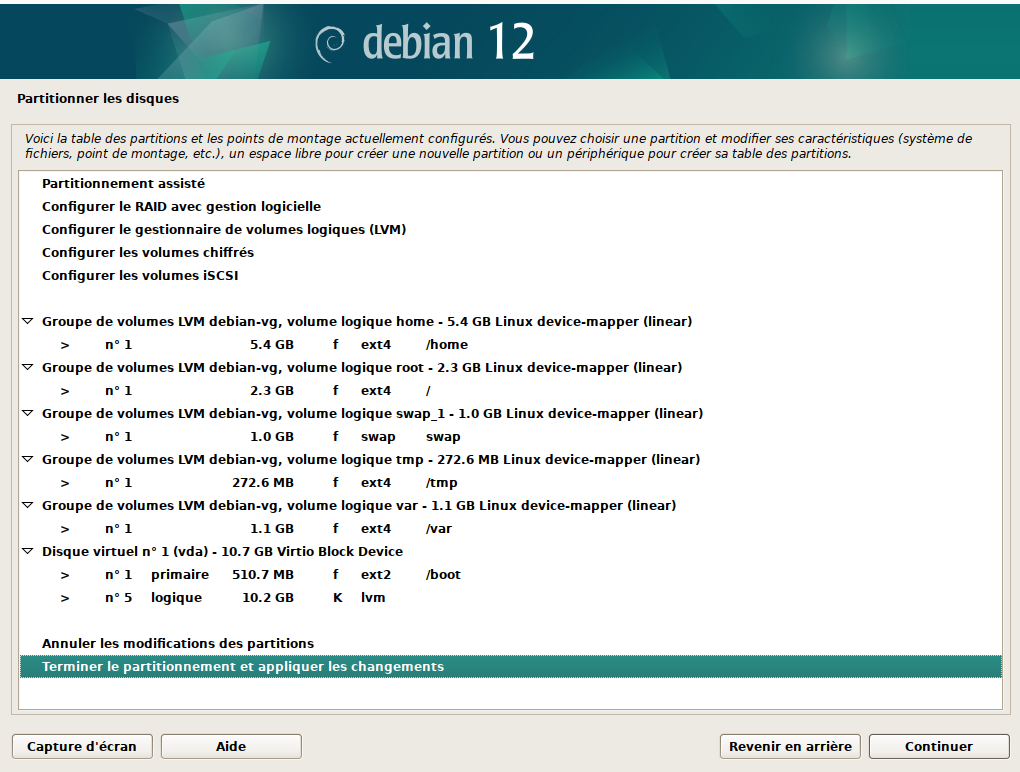 debian 12
Partitionner les disques
Voici la table des partitions et les points de montage actuellement configurés. Vous pouvez choisir une partition et modifier ses caractéristiques (système de
fichiers, point de montage, etc.), un espace libre pour créer une nouvelle partition ou un périphérique pour créer sa table des partitions.
Partitionnement assisté
Configurer le RAID avec gestion logicielle
Configurer le gestionnaire de volumes logiques (LVM)
Configurer les volumes chiffrés
Configurer les volumes iSCSI
Groupe de volumes LVM debian-vg, volume logique home - 5.4 GB Linux device-mapper (linear)
> n° 1 5.4 GB f ext4 /home
Groupe de volumes LVM debian-vg, volume logique root - 2.3 GB Linux device-mapper (linear)
> n° 1 2.3 GB f ext4 /
Groupe de volumes LVM debian-vg, volume logique swap_1 - 1.0 GB Linux device-mapper (linear)
> n° 1 1.0 GB f swap swap
Groupe de volumes LVM debian-vg, volume logique tmp - 272.6 MB Linux device-mapper (linear)
> n° 1 272.6 MB f ext4 /tmp
Groupe de volumes LVM debian-vg, volume logique var - 1.1 GB Linux device-mapper (linear)
> n° 1 1.1 GB f ext4 /var
Disque virtuel n° 1 (vda) - 10.7 GB Virtio Block Device
> n° 1 primaire 510.7 MB f ext2 /boot
> n° 5 logique 10.2 GB K lvm
Annuler les modifications des partitions
Terminer le partitionnement et appliquer les changements
Capture d'écran Aide Revenir en arrière Continuer